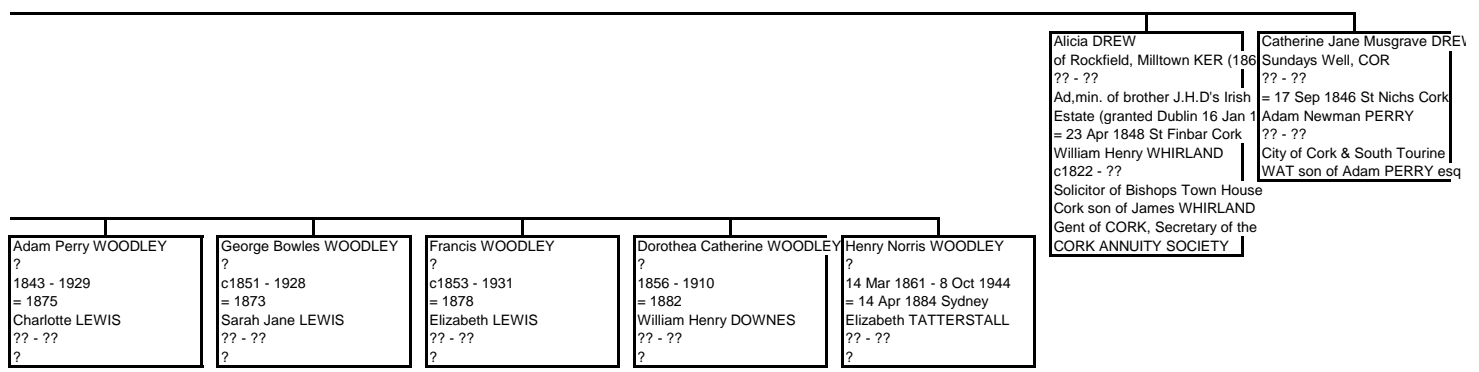 Alicia DREW
of Rockfield, Milltown KER (186
?? - ??
Ad,min. of brother J.H.D's Irish
Estate (granted Dublin 16 Jan 1
= 23 Apr 1848 St Finbar Cork
William Henry WHIRLAND
c1822 - ??
Solicitor of Bishops Town House
Cork son of James WHIRLAND
Gent of CORK, Secretary of the
CORK ANNUITY SOCIETY
Catherine Jane Musgrave DREW
Sundays Well, COR
?? - ??
= 17 Sep 1846 St Nichs Cork
Adam Newman PERRY
?? - ??
City of Cork & South Tourine
WAT son of Adam PERRY esq
Adam Perry WOODLEY
?
1843 - 1929
= 1875
Charlotte LEWIS
?? - ??
?
George Bowles WOODLEY
?
c1851 - 1928
= 1873
Sarah Jane LEWIS
?? - ??
?
Francis WOODLEY
?
c1853 - 1931
= 1878
Elizabeth LEWIS
?? - ??
?
Dorothea Catherine WOODLEY
?
1856 - 1910
= 1882
William Henry DOWNES
?? - ??
?
Henry Norris WOODLEY
?
14 Mar 1861 - 8 Oct 1944
= 14 Apr 1884 Sydney
Elizabeth TATTERSTALL
?? - ??
?